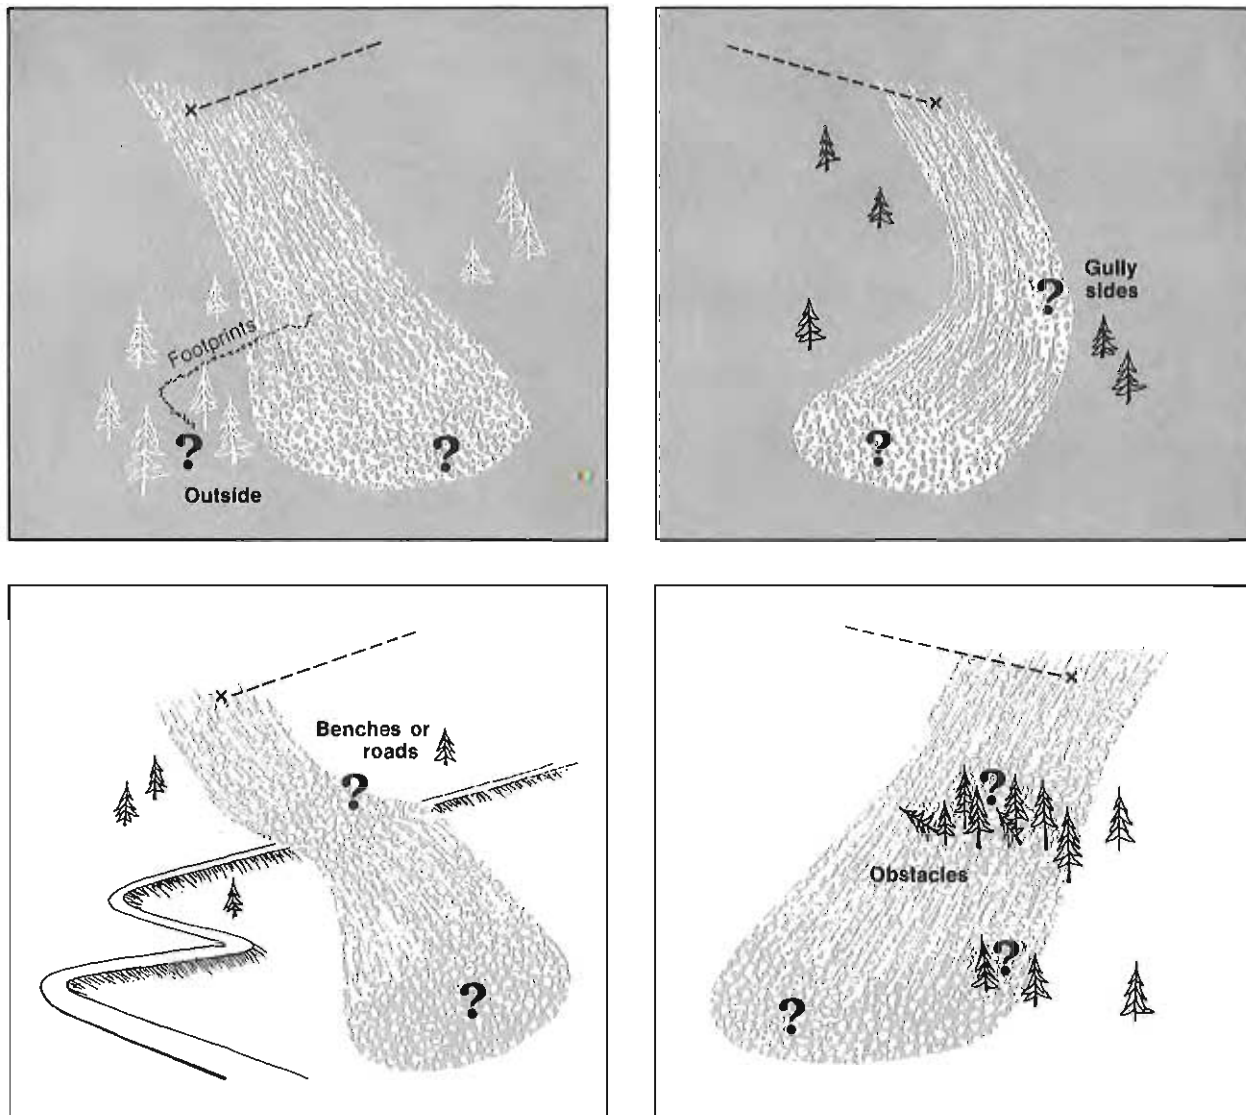 Footprints
?
?
Outside
?
Gully
sides
?
Benches or
roads
?
?
?
Obstacles
?
?